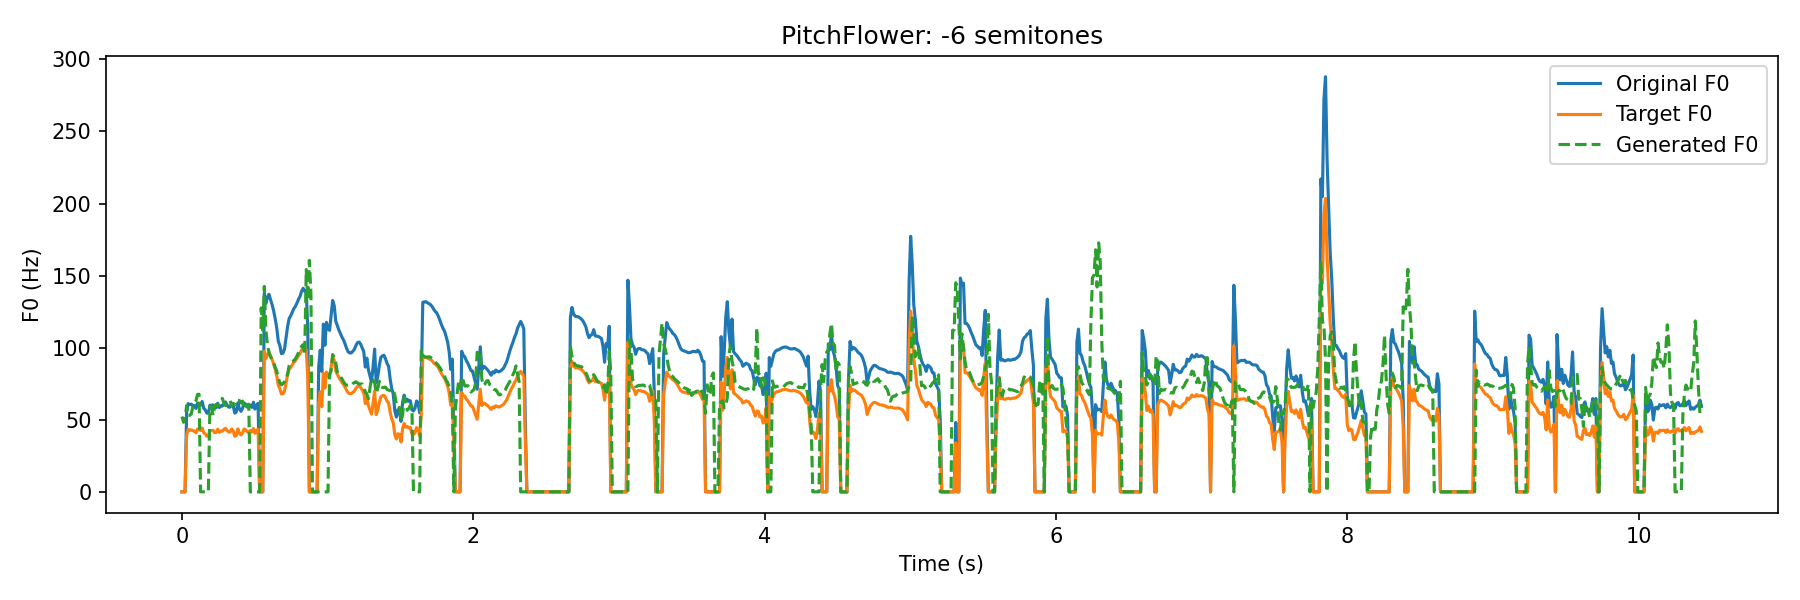 PitchFlower: -6 semitones
300
250
200
150
100
50
0
F0 (Hz)
Original F0
Target F0
Generated F0
0 2 4 6 8 10
Time (s)